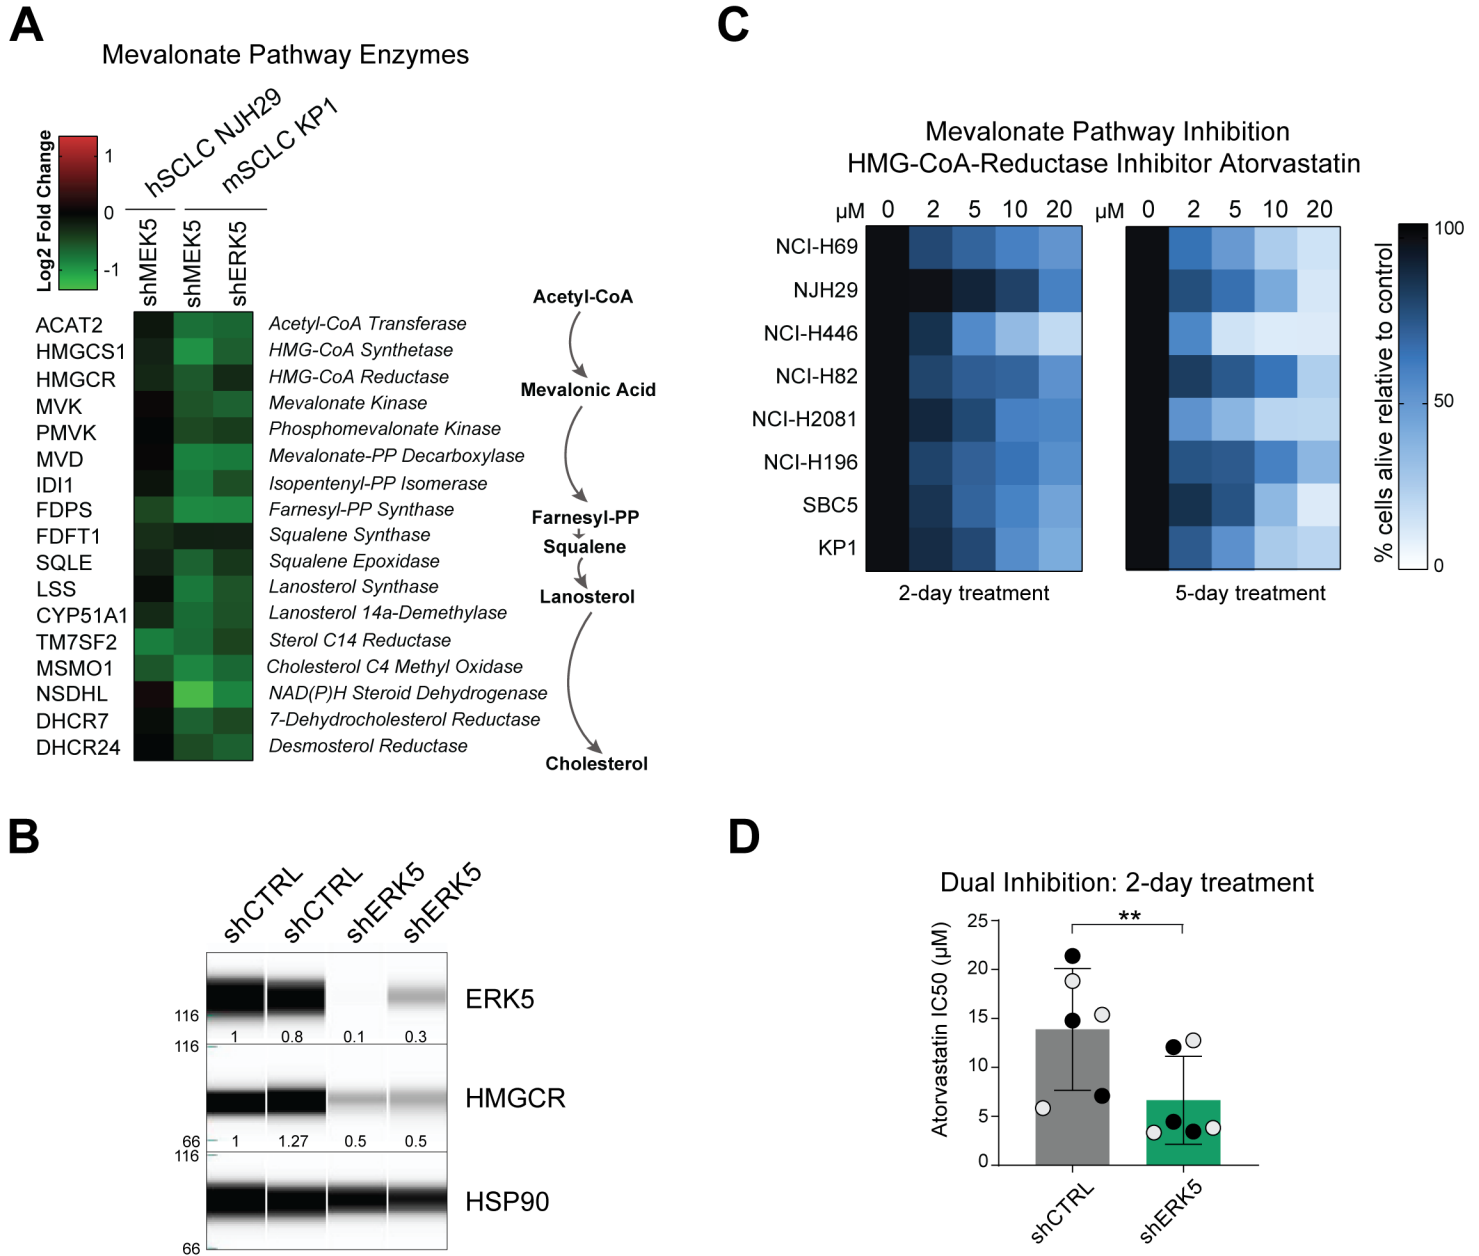 A
Mevalonate Pathway Enzymes
Log2 Fold Change
1
0
-1
hSCLC NJH29
mSCLC KP1
shMEK5
shMEK5
shERK5
ACAT2 Acetyl-CoA Transferase
HMGCS1 HMG-CoA Synthetase
HMGCR HMG-CoA Reductase
MVK Mevalonate Kinase
PMVK Phosphomevalonate Kinase
MVD Mevalonate-PP Decarboxylase
IDI1 Isopentenyl-PP Isomerase
FDPS Farnesyl-PP Synthase
FDFT1 Squalene Synthase
SQLE Squalene Epoxidase
LSS Lanosterol Synthase
CYP51A1 Lanosterol 14a-Demethylase
TM7SF2 Sterol C14 Reductase
MSMO1 Cholesterol C4 Methyl Oxidase
NSDHL NAD(P)H Steroid Dehydrogenase
DHCR7 7-Dehydrocholesterol Reductase
DHCR24 Desmosterol Reductase
Acetyl-CoA
Mevalonic Acid
Farnesyl-PP
Squalene
Lanosterol
Cholesterol
B
shCTRL
shCTRL
shERK5
shERK5
116
1 0.8 0.1 0.3
ERK5
116
66
1 1.27 0.5 0.5
HMGCR
116
66
HSP90
C
Mevalonate Pathway Inhibition
HMG-CoA-Reductase Inhibitor Atorvastatin
µM 0 2 5 10 20
µM 0 2 5 10 20
NCI-H69
NJH29
NCI-H446
NCI-H82
NCI-H2081
NCI-H196
SBC5
KP1
2-day treatment
5-day treatment
% cells alive relative to control
100
50
0
D
Dual Inhibition: 2-day treatment
**
Atorvastatin IC50 (µM)
25
20
15
10
5
0
shCTRL
shERK5